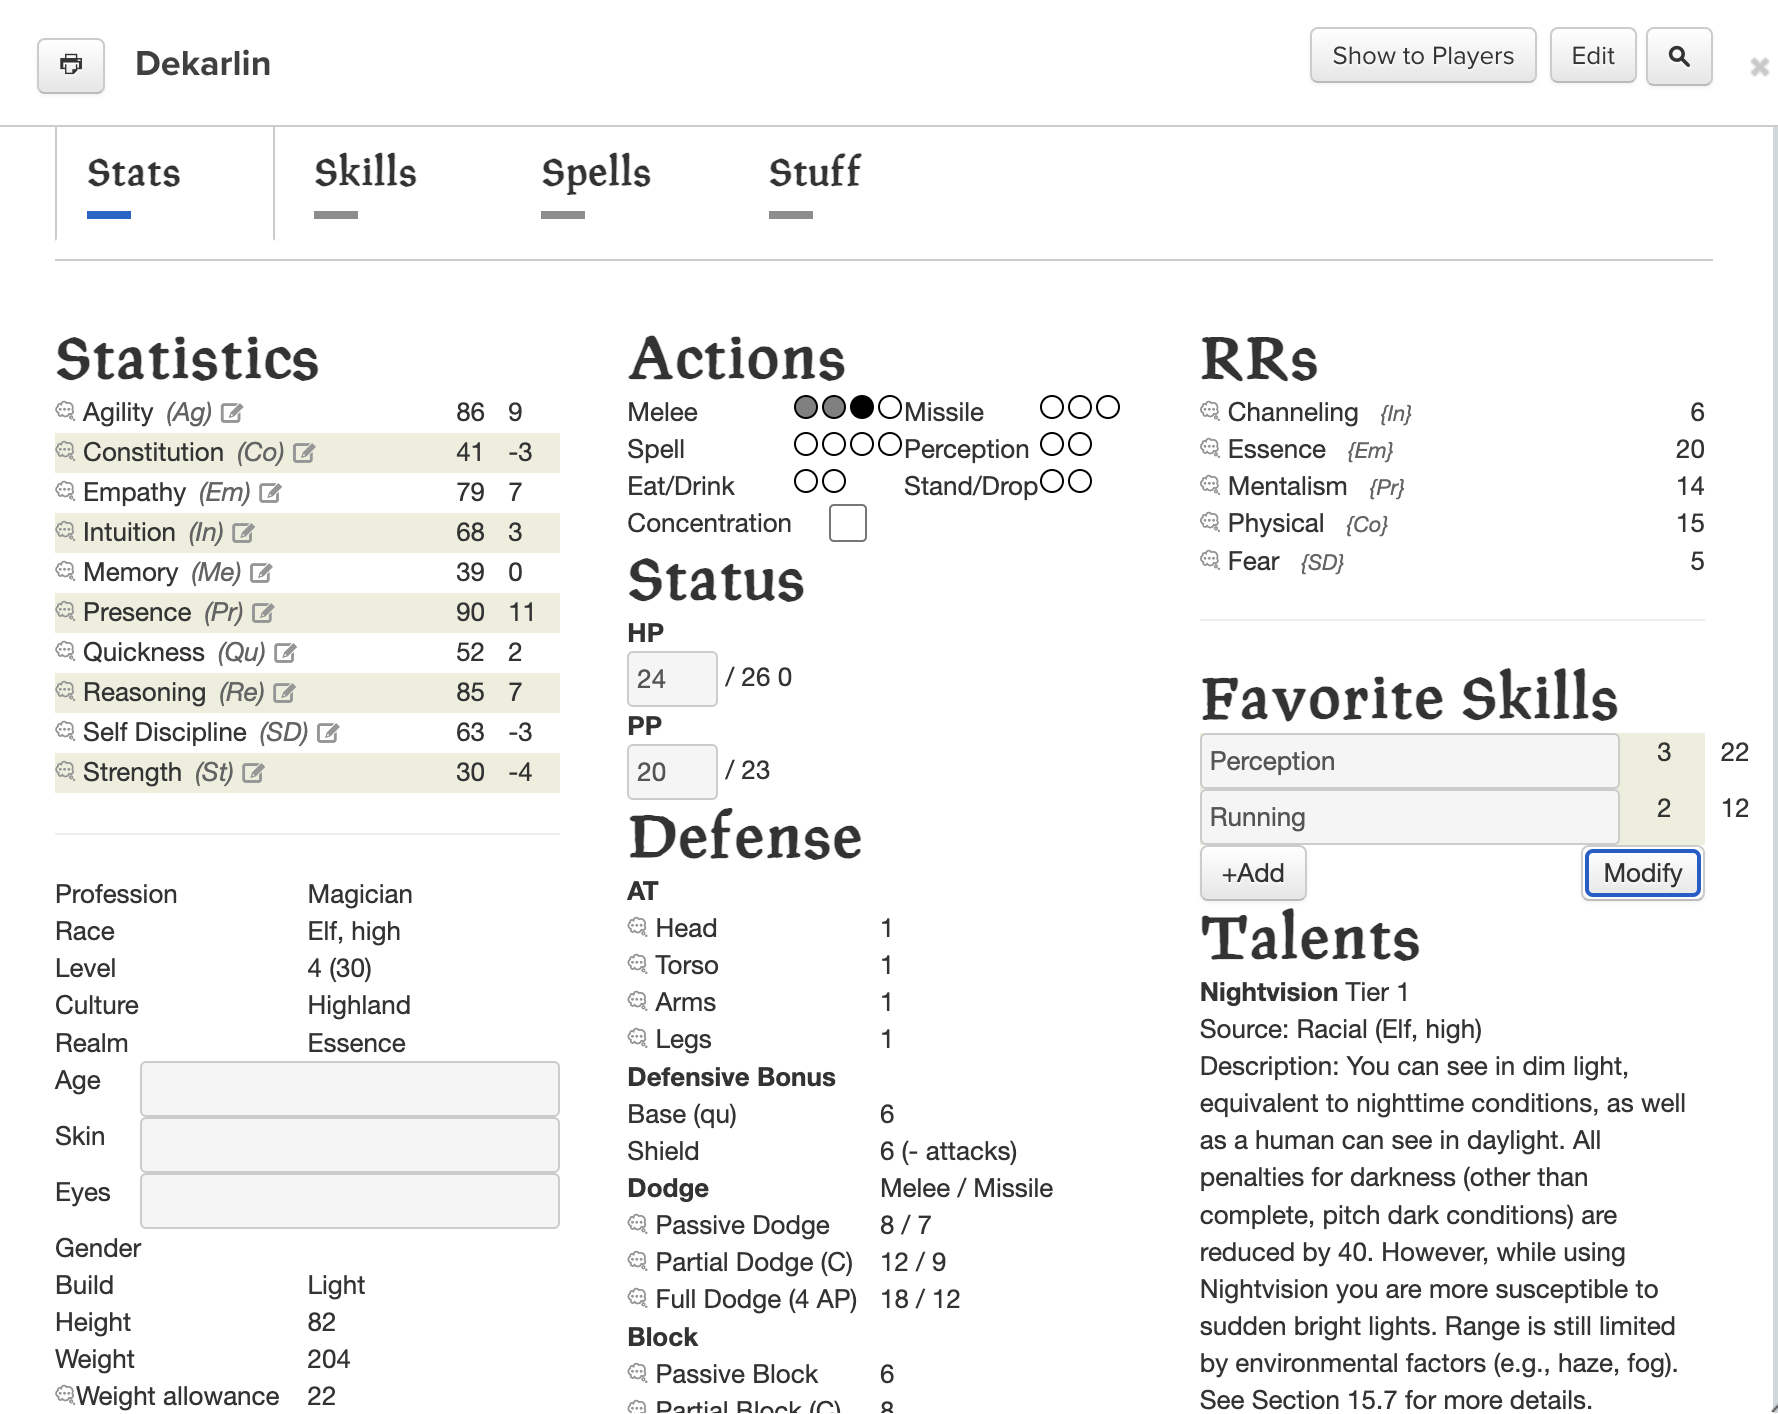 Dekarlin
Show to Players
Edit
Stats
Skills
Spells
Stuff
Statistics
Agility (Ag) 86 9
Constitution (Co) 41 -3
Empathy (Em) 79 7
Intuition (In) 68 3
Memory (Me) 39 0
Presence (Pr) 90 11
Quickness (Qu) 52 2
Reasoning (Re) 85 7
Self Discipline (SD) 63 -3
Strength (St) 30 -4
Profession Magician
Race Elf, high
Level 4 (30)
Culture Highland
Realm Essence
Age
Skin
Eyes
Gender
Build Light
Height 82
Weight 204
Weight allowance 22
Actions
Melee Missile
Spell Perception
Eat/Drink Stand/Drop
Concentration
Status
HP
24 / 26 0
PP
20 / 23
Defense
AT
Head 1
Torso 1
Arms 1
Legs 1
Defensive Bonus
Base (qu) 6
Shield 6 (- attacks)
Dodge Melee / Missile
Passive Dodge 8 / 7
Partial Dodge (C) 12 / 9
Full Dodge (4 AP) 18 / 12
Block
Passive Block 6
Partial Block (C) 8
RRs
Channeling {In} 6
Essence {Em} 20
Mentalism {Pr} 14
Physical {Co} 15
Fear {SD} 5
Favorite Skills
Perception 3 22
Running 2 12
+Add Modify
Talents
Nightvision Tier 1
Source: Racial (Elf, high)
Description: You can see in dim light,
equivalent to nighttime conditions, as well
as a human can see in daylight. All
penalties for darkness (other than
complete, pitch dark conditions) are
reduced by 40. However, while using
Nightvision you are more susceptible to
sudden bright lights. Range is still limited
by environmental factors (e.g., haze, fog).
See Section 15.7 for more details.